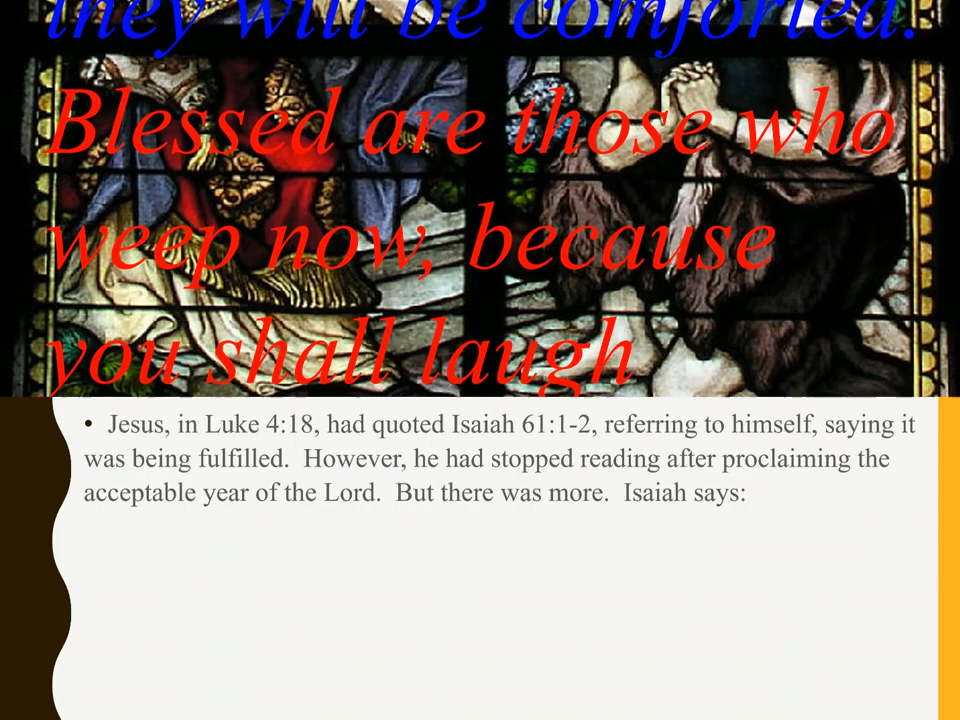 they will be comforted.
Blessed are those who
weep now, because
you shall laugh
• Jesus, in Luke 4:18, had quoted Isaiah 61:1-2, referring to himself, saying it
was being fulfilled.  However, he had stopped reading after proclaiming the
acceptable year of the Lord.  But there was more.  Isaiah says: